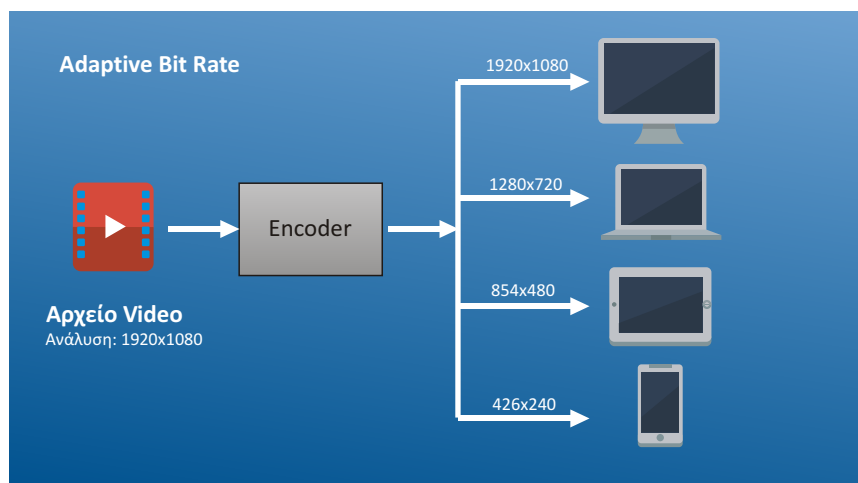 Adaptive Bit Rate
1920x1080
1280x720
Encoder
854x480
Αρχείο Video
Ανάλυση: 1920x1080
426x240